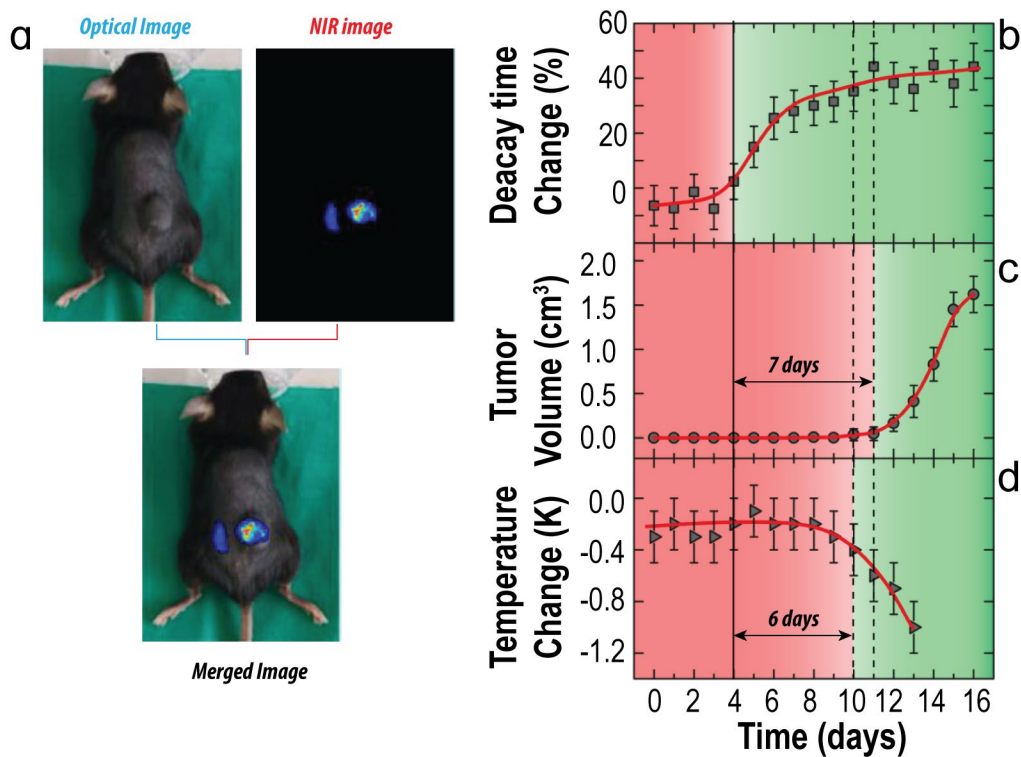 a
Optical Image
NIR image
Merged Image
b
Deacay time
Change (%)
60
40
20
0
c
Tumor
Volume (cm³)
2.0
1.5
1.0
0.5
0.0
7 days
d
Temperature
Change (K)
0.0
-0.4
-0.8
-1.2
6 days
0 2 4 6 8 10 12 14 16
Time (days)